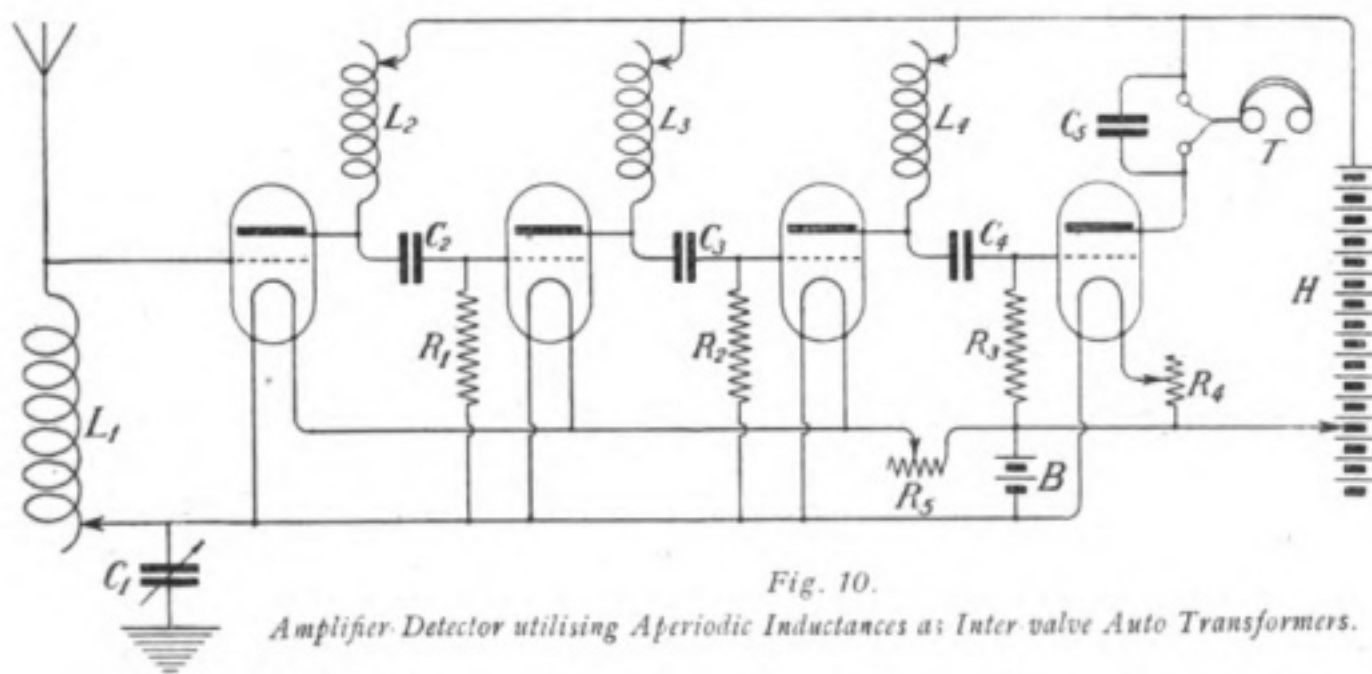 L2
L3
L4
C5
T
C2
C3
C4
H
R1
R2
R3
R4
L1
R5
B
C1
Fig. 10.
Amplifier Detector utilising Aperiodic Inductances as Inter valve Auto Transformers.